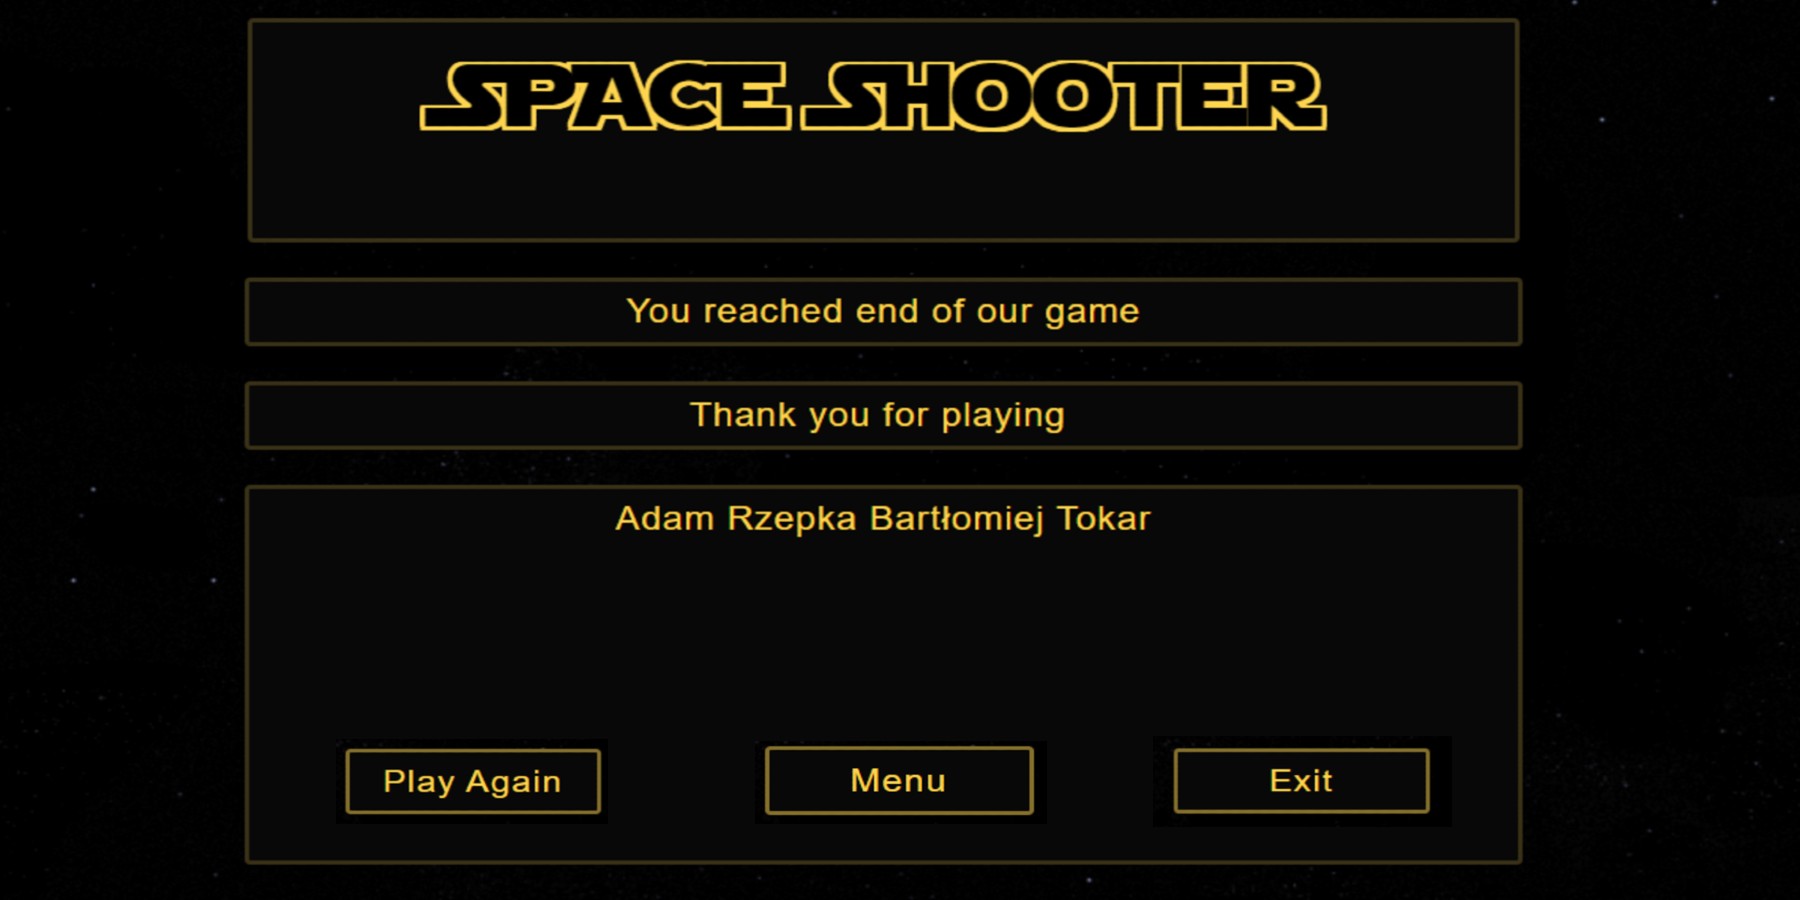 SPACE SHOOTER
You reached end of our game
Thank you for playing
Adam Rzepka Bartłomiej Tokar
Play Again
Menu
Exit